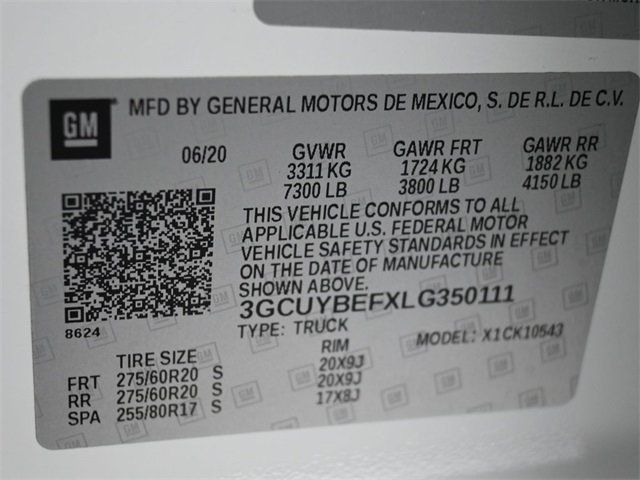 GM MFD BY GENERAL MOTORS DE MEXICO, S. DE R.L. DE C.V.
06/20 GVWR GAWR FRT GAWR RR
3311 KG 1724 KG 1882 KG
7300 LB 3800 LB 4150 LB
THIS VEHICLE CONFORMS TO ALL
APPLICABLE U.S. FEDERAL MOTOR
VEHICLE SAFETY STANDARDS IN EFFECT
ON THE DATE OF MANUFACTURE
SHOWN ABOVE.
3GCUYBEFXLG350111
8624
TYPE: TRUCK MODEL: X1CK10543
TIRE SIZE RIM
FRT 275/60R20 S 20X9J
RR 275/60R20 S 20X9J
SPA 255/80R17 S 17X8J